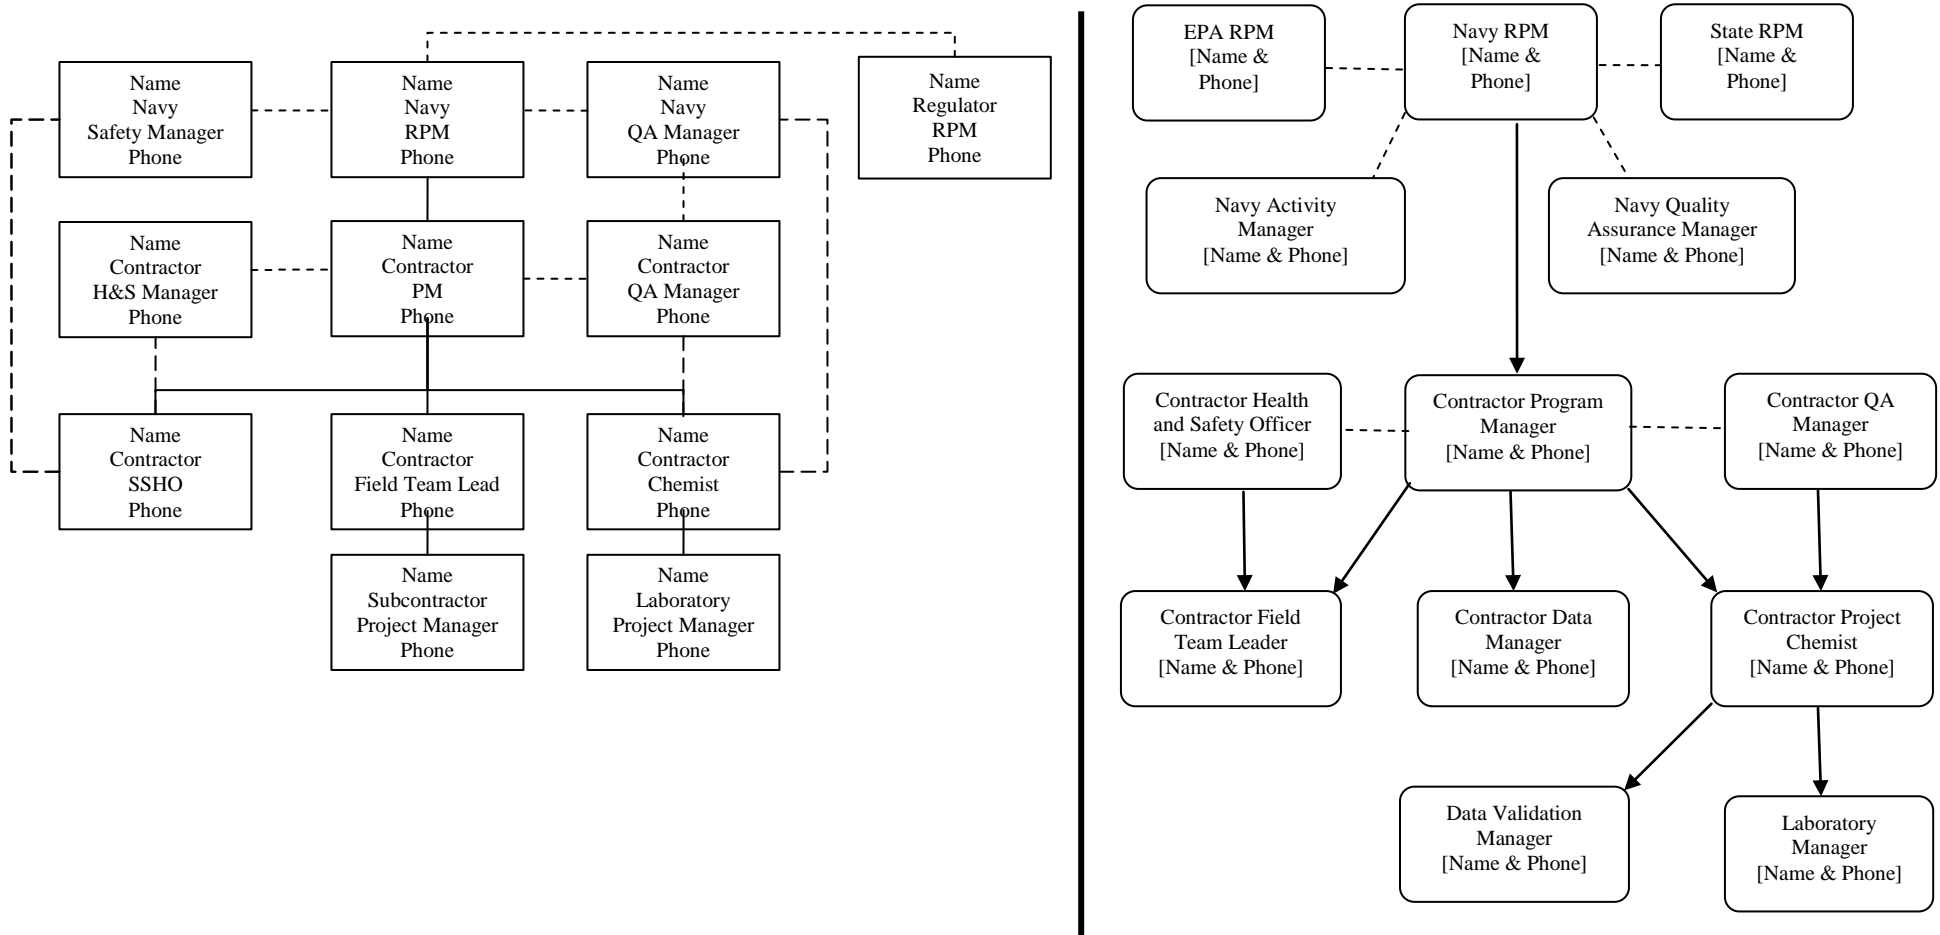 Name
Navy
Safety Manager
Phone
Name
Navy
RPM
Phone
Name
Navy
QA Manager
Phone
Name
Regulator
RPM
Phone
Name
Contractor
H&S Manager
Phone
Name
Contractor
PM
Phone
Name
Contractor
QA Manager
Phone
Name
Contractor
SSHO
Phone
Name
Contractor
Field Team Lead
Phone
Name
Contractor
Chemist
Phone
Name
Subcontractor
Project Manager
Phone
Name
Laboratory
Project Manager
Phone
EPA RPM
[Name &
Phone]
Navy RPM
[Name &
Phone]
State RPM
[Name &
Phone]
Navy Activity
Manager
[Name & Phone]
Navy Quality
Assurance Manager
[Name & Phone]
Contractor Health
and Safety Officer
[Name & Phone]
Contractor Program
Manager
[Name & Phone]
Contractor QA
Manager
[Name & Phone]
Contractor Field
Team Leader
[Name & Phone]
Contractor Data
Manager
[Name & Phone]
Contractor Project
Chemist
[Name & Phone]
Data Validation
Manager
[Name & Phone]
Laboratory
Manager
[Name & Phone]